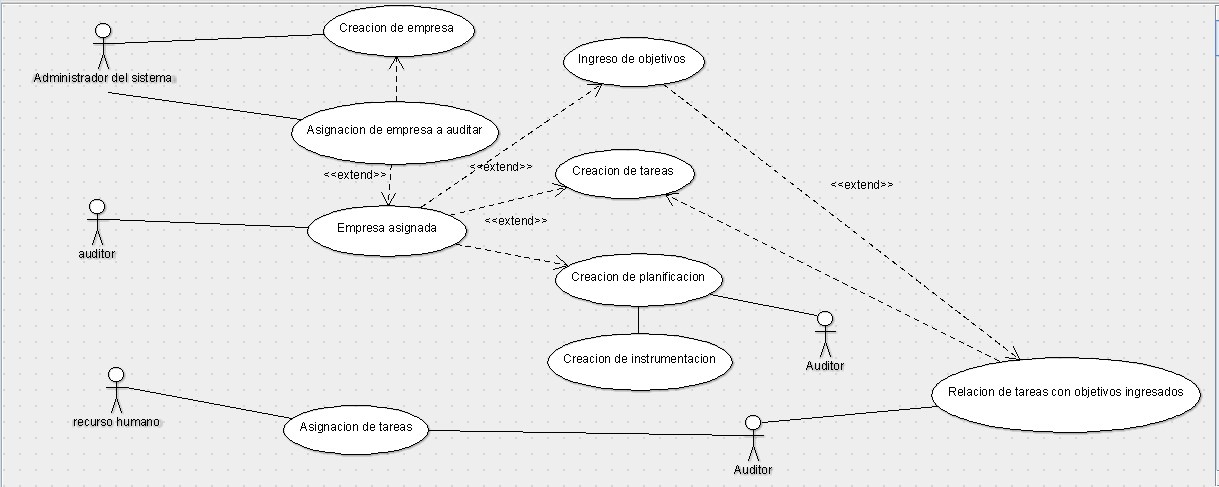 Creacion de empresa
Administrador del sistema
Ingreso de objetivos
Asignacion de empresa a auditar
<<extend>>
<<extend>>
Creacion de tareas
<<extend>>
<<extend>>
Empresa asignada
auditor
Creacion de planificacion
Creacion de instrumentacion
Auditor
Relacion de tareas con objetivos ingresados
recurso humano
Asignacion de tareas
Auditor